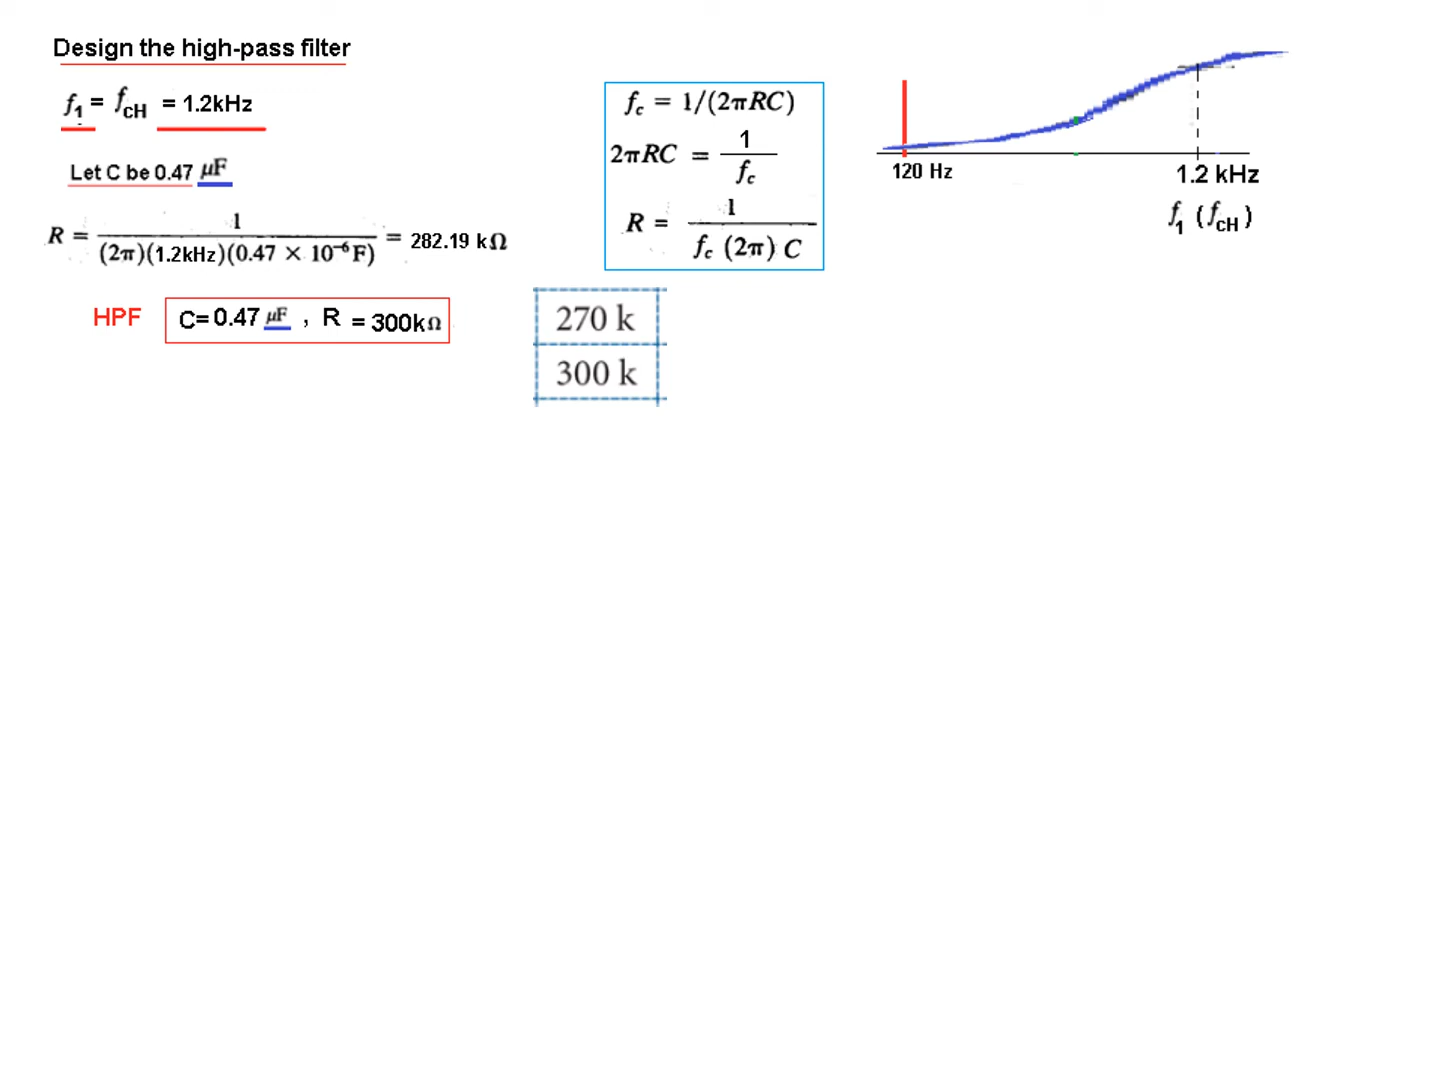 Design the high-pass filter
f1 = fcH = 1.2kHz
Let C be 0.47 μF
R = 1 / (2π)(1.2kHz)(0.47 × 10⁻⁶F) = 282.19 kΩ
HPF C= 0.47 μF , R = 300kΩ
fc = 1/(2πRC)
2πRC = 1 / fc
R = 1 / fc (2π) C
270 k
300 k
120 Hz
1.2 kHz
f1 (fcH)